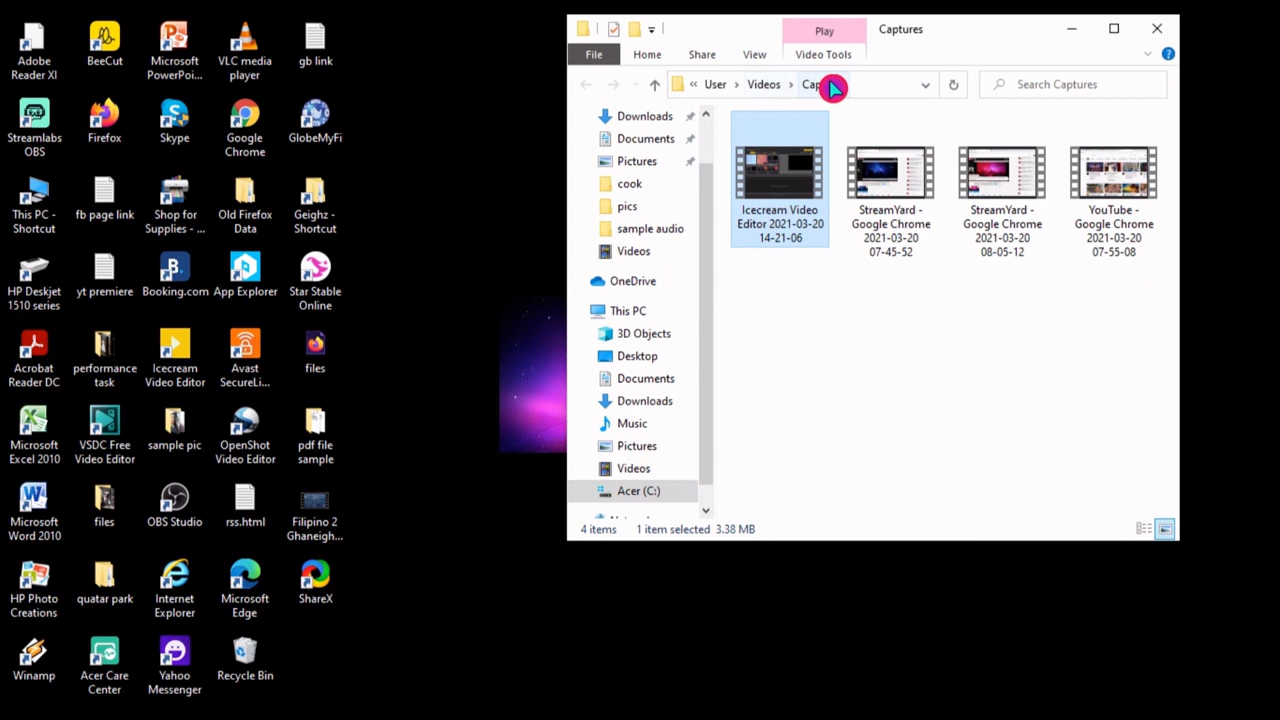 Adobe
Reader XI
BeeCut
Microsoft
PowerPoi...
VLC media
player
gb link
Streamlabs
OBS
Firefox
Skype
Google
Chrome
GlobeMyFi
This PC -
Shortcut
fb page link
Shop for
Supplies - ...
Old Firefox
Data
Geighz -
Shortcut
HP Deskjet
1510 series
yt premiere
Booking.com
App Explorer
Star Stable
Online
Acrobat
Reader DC
performance
task
Icecream
Video Editor
Avast
SecureLi...
files
Microsoft
Excel 2010
VSDC Free
Video Editor
sample pic
OpenShot
Video Editor
pdf file
sample
Microsoft
Word 2010
files
OBS Studio
rss.html
Filipino 2
Ghaneigh...
HP Photo
Creations
quatar park
Internet
Explorer
Microsoft
Edge
ShareX
Winamp
Acer Care
Center
Yahoo
Messenger
Recycle Bin
Play
Captures
File
Home
Share
View
Video Tools
User
Videos
Search Captures
Downloads
Documents
Pictures
cook
pics
sample audio
Videos
OneDrive
This PC
3D Objects
Desktop
Documents
Downloads
Music
Pictures
Videos
Acer (C:)
Icecream Video
Editor 2021-03-20
14-21-06
StreamYard -
Google Chrome
2021-03-20
07-45-52
StreamYard -
Google Chrome
2021-03-20
08-05-12
YouTube -
Google Chrome
2021-03-20
07-55-08
4 items
1 item selected 3.38 MB